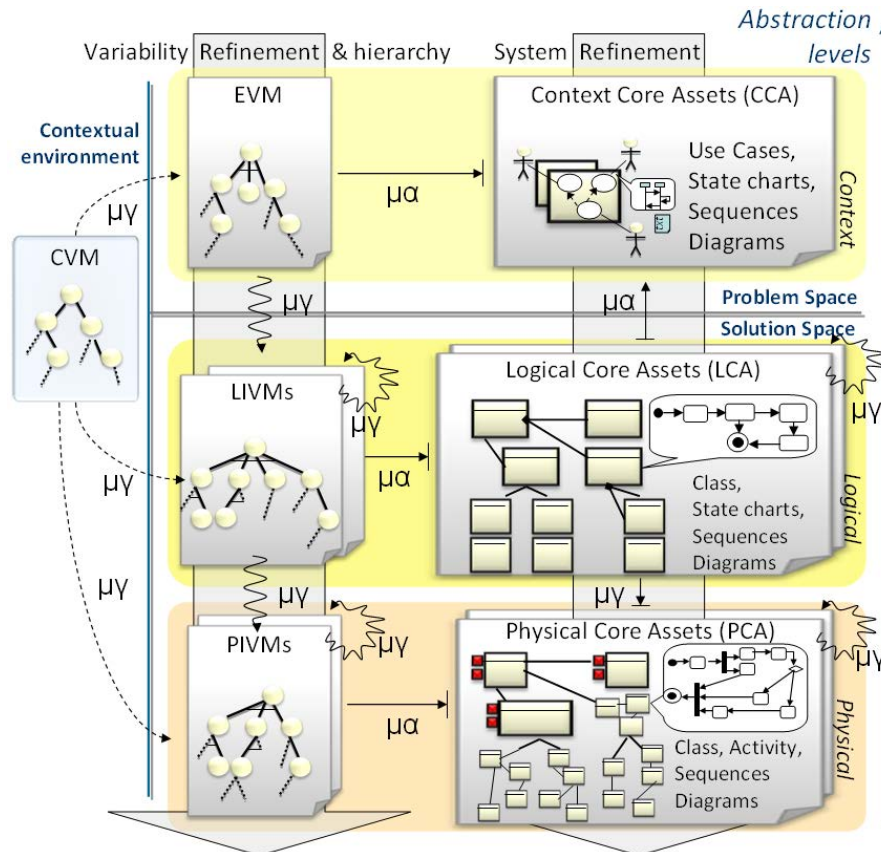 Abstraction
levels
Variability Refinement & hierarchy
System Refinement
EVM
Context Core Assets (CCA)
Contextual
environment
Use Cases,
State charts,
Sequences
Diagrams
Context
μα
μγ
CVM
μγ
μα
Problem Space
Solution Space
LIVMs
Logical Core Assets (LCA)
μγ
μγ
μα
μγ
Class,
State charts,
Sequences
Diagrams
Logical
μγ
μγ
μγ
PIVMs
Physical Core Assets (PCA)
μγ
μγ
μα
Class, Activity,
Sequences
Diagrams
Physical